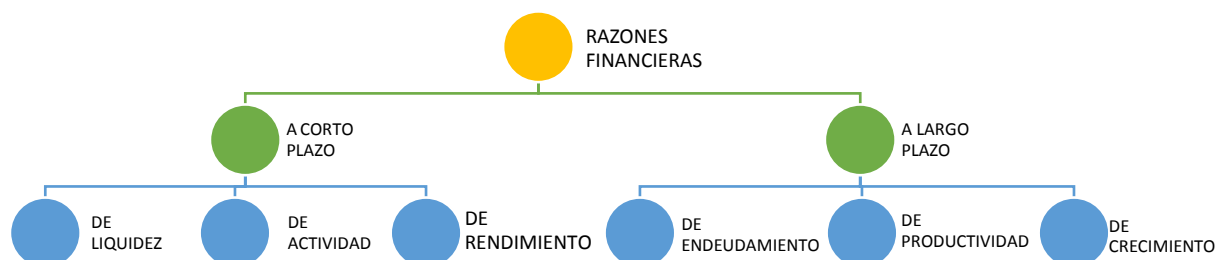 RAZONES
FINANCIERAS
A CORTO
PLAZO
A LARGO
PLAZO
DE
LIQUIDEZ
DE
ACTIVIDAD
DE
RENDIMIENTO
DE
ENDEUDAMIENTO
DE
PRODUCTIVIDAD
DE
CRECIMIENTO